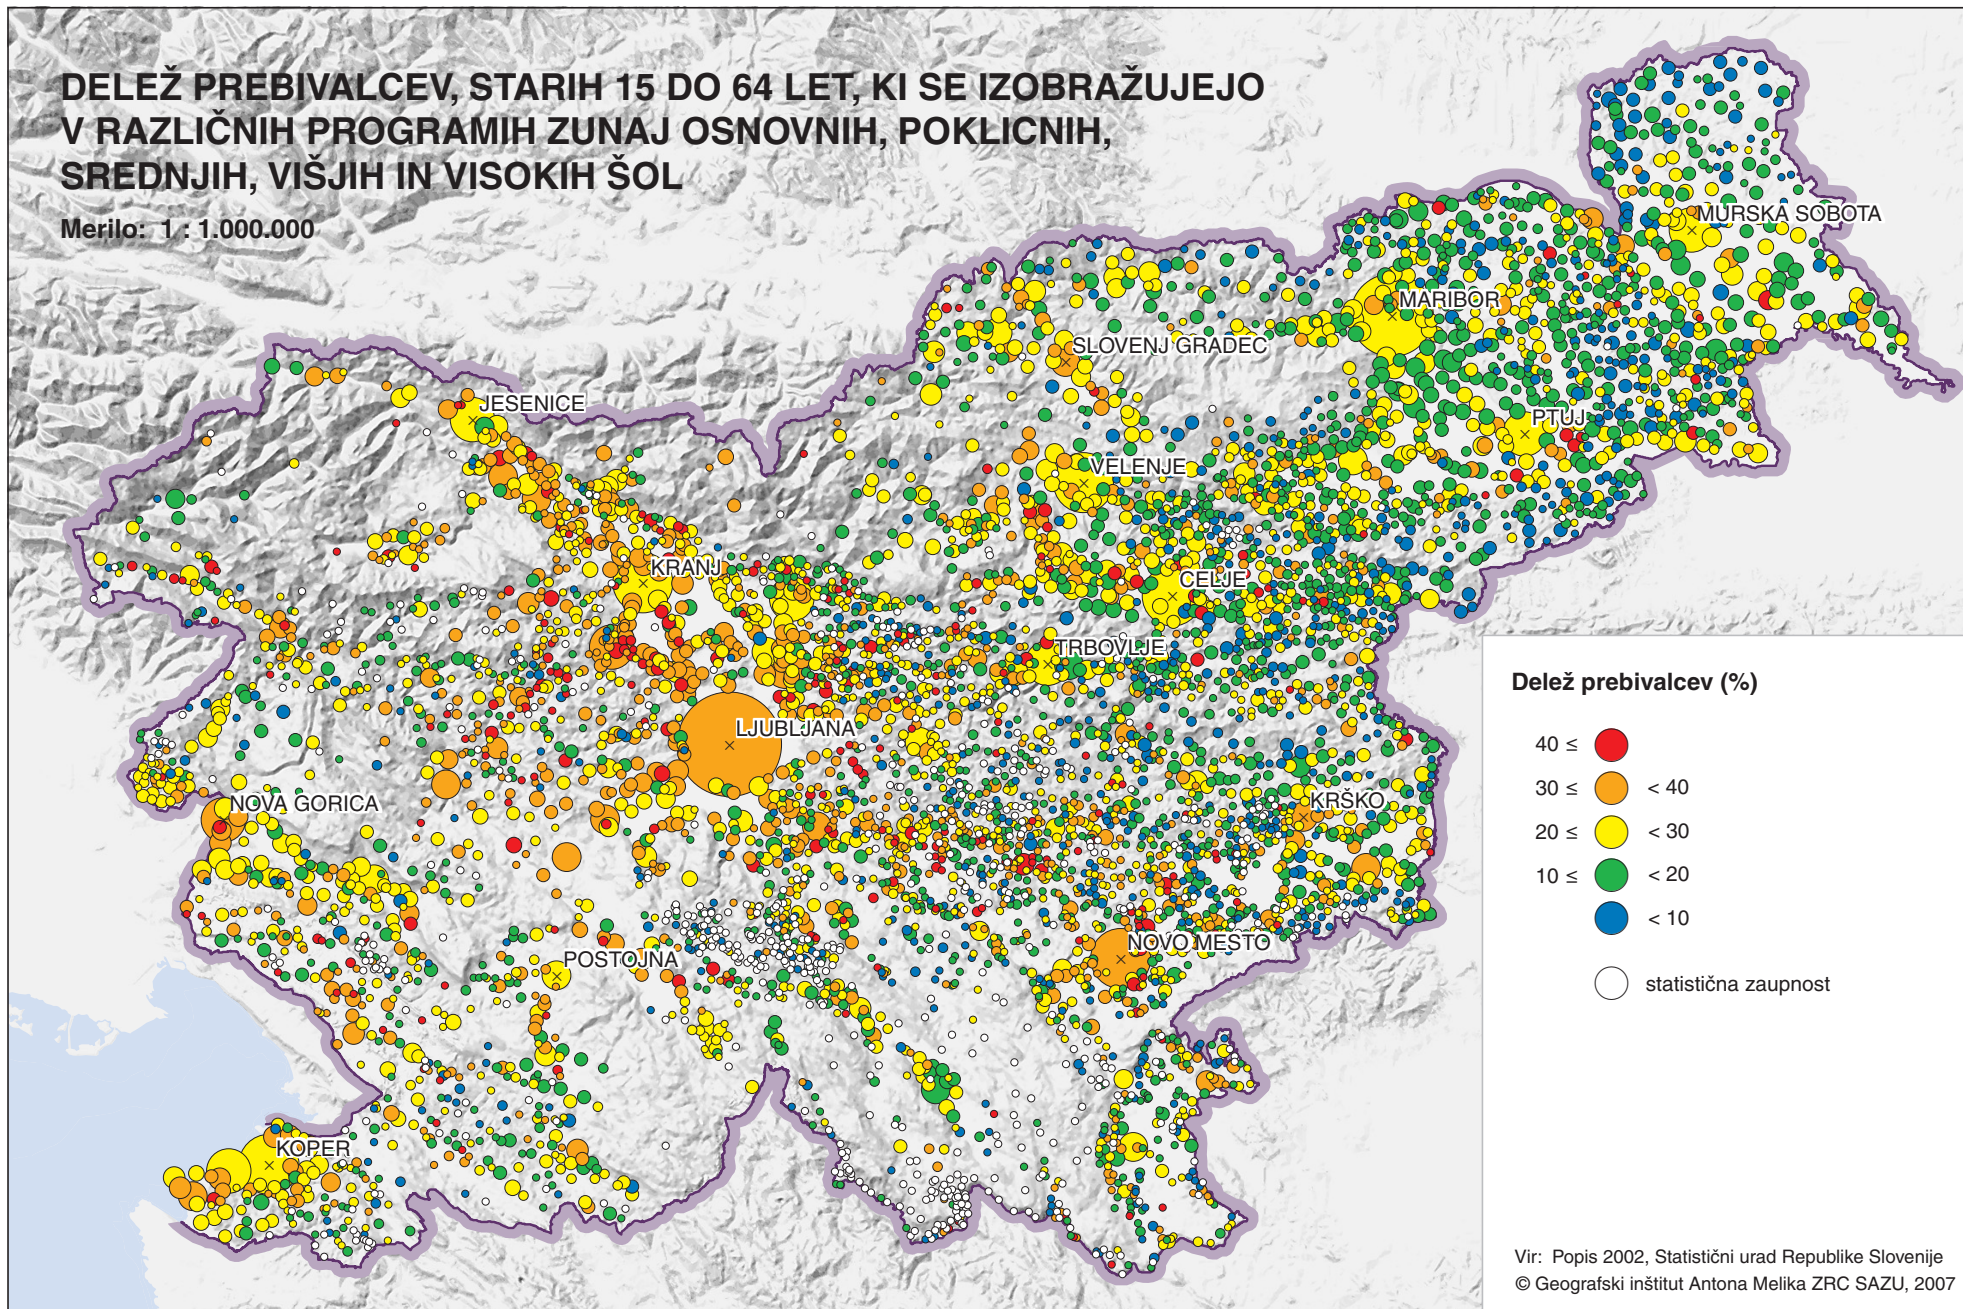 DELEŽ PREBIVALCEV, STARIH 15 DO 64 LET, KI SE IZOBRAŽUJEJO
V RAZLIČNIH PROGRAMIH ZUNAJ OSNOVNIH, POKLICNIH,
SREDNJIH, VIŠJIH IN VISOKIH ŠOL
Merilo: 1 : 1.000.000
MURSKA SOBOTA
MARIBOR
SLOVENJ GRADEC
JESENICE
PTUJ
VELENJE
KRANJ
CELJE
TRBOVLJE
LJUBLJANA
NOVA GORICA
KRŠKO
NOVO MESTO
POSTOJNA
KOPER
Delež prebivalcev (%)
40 ≤
30 ≤ < 40
20 ≤ < 30
10 ≤ < 20
< 10
statistična zaupnost
Vir: Popis 2002, Statistični urad Republike Slovenije
© Geografski inštitut Antona Melika ZRC SAZU, 2007